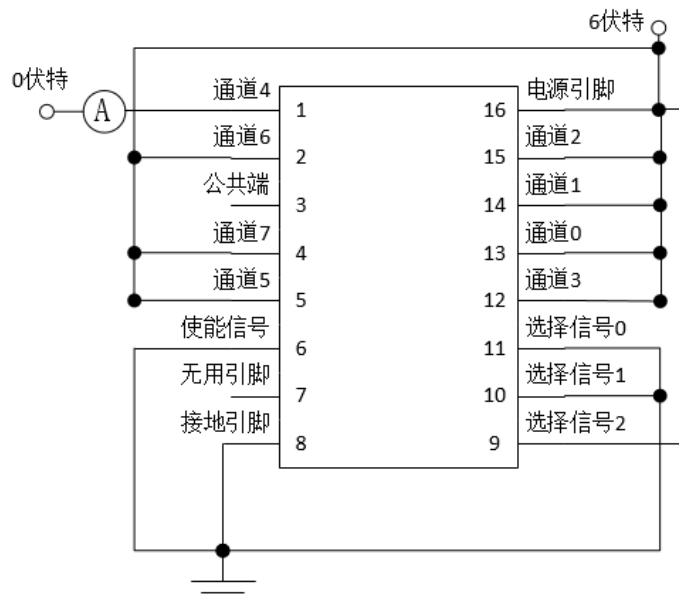 6伏特
0伏特
A
通道4
1
16
电源引脚
通道6
2
15
通道2
公共端
3
14
通道1
通道7
4
13
通道0
通道5
5
12
通道3
使能信号
6
11
选择信号0
无用引脚
7
10
选择信号1
接地引脚
8
9
选择信号2